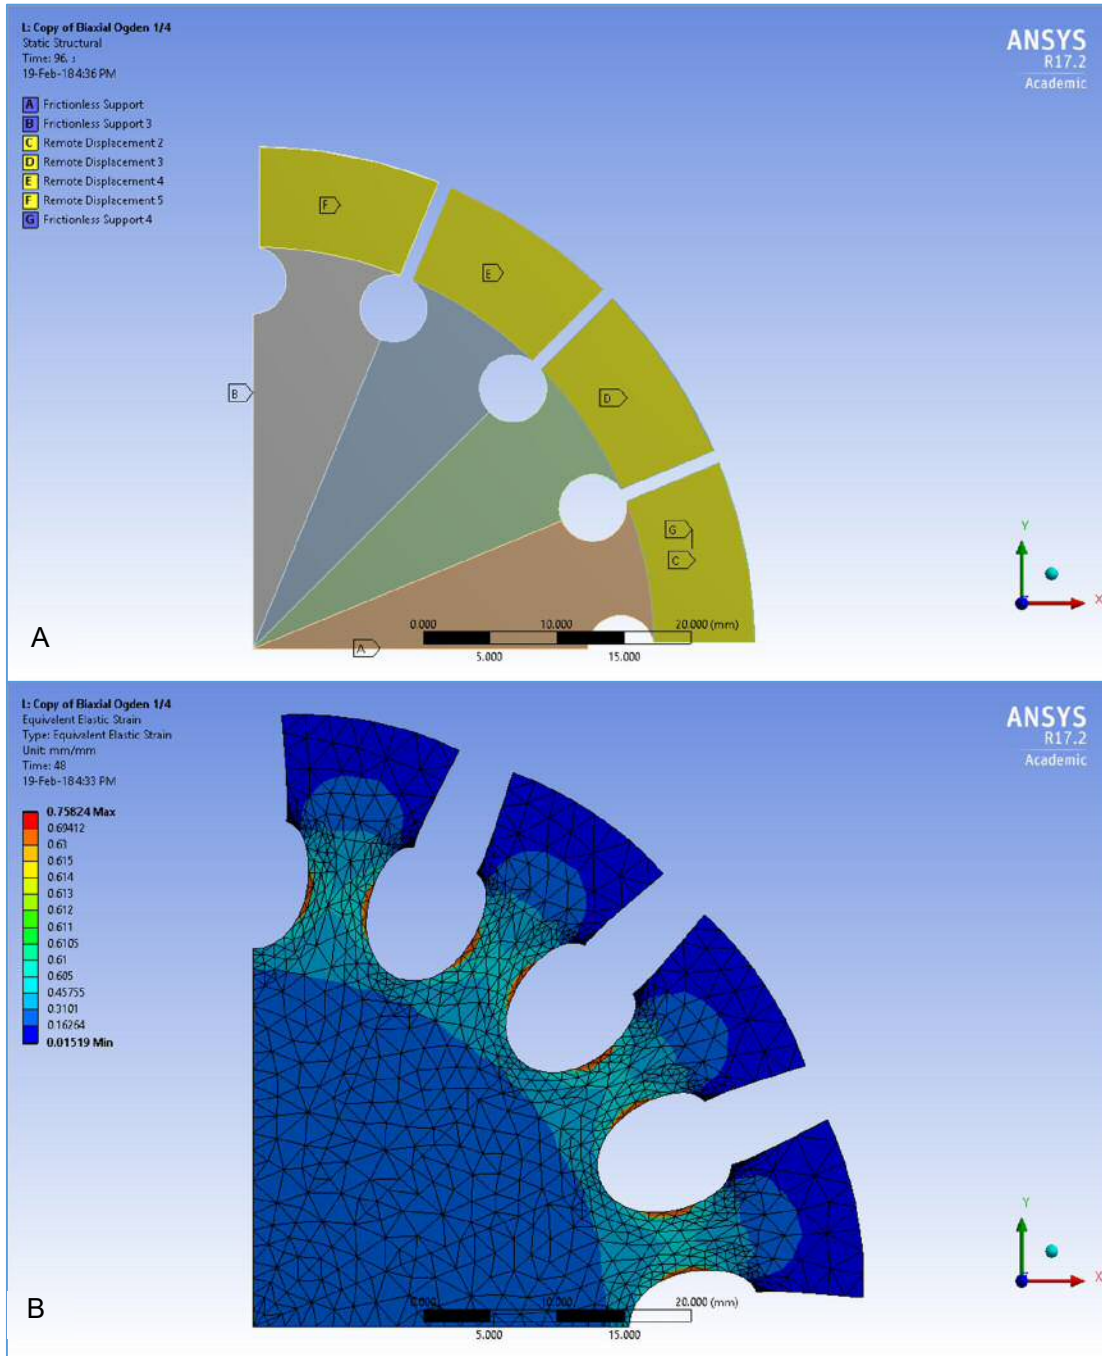 L: Copy of Biaxial Ogden 1/4
Static Structural
Time: 96. s
19-Feb-18 4:36 PM
A Frictionless Support
B Frictionless Support 3
C Remote Displacement 2
D Remote Displacement 3
E Remote Displacement 4
F Remote Displacement 5
G Frictionless Support 4
ANSYS
R17.2
Academic
F
E
D
G
C
B
A
0.000 10.000 20.000 (mm)
5.000 15.000
Y
X
A
L: Copy of Biaxial Ogden 1/4
Equivalent Elastic Strain
Type: Equivalent Elastic Strain
Unit: mm/mm
Time: 48
19-Feb-18 4:33 PM
0.75824 Max
0.69412
0.63
0.615
0.614
0.613
0.612
0.611
0.6105
0.61
0.605
0.45755
0.3101
0.16264
0.01519 Min
ANSYS
R17.2
Academic
0.000 10.000 20.000 (mm)
5.000 15.000
Y
X
B